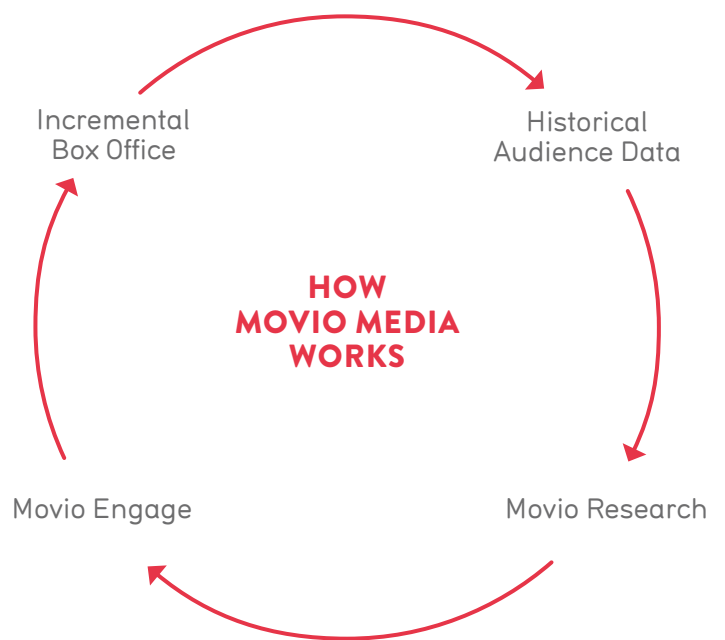 Incremental
Box Office
Historical
Audience Data
HOW
MOVIO MEDIA
WORKS
Movio Engage
Movio Research